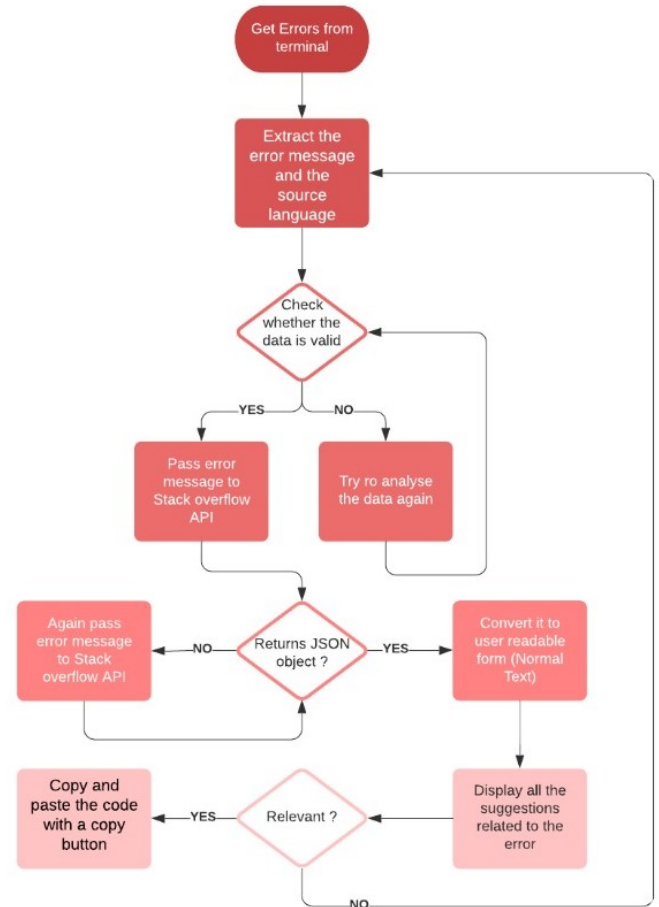 Get Errors from
terminal
Extract the
error message
and the
source
language
Check
whether the
data is valid
YES
NO
Pass error
message to
Stack overflow
API
Try ro analyse
the data again
Again pass
error message
to Stack
overflow API
NO
Returns JSON
object ?
YES
Convert it to
user readable
form (Normal
Text)
Copy and
paste the code
with a copy
button
YES
Relevant ?
Display all the
suggestions
related to the
error
NO